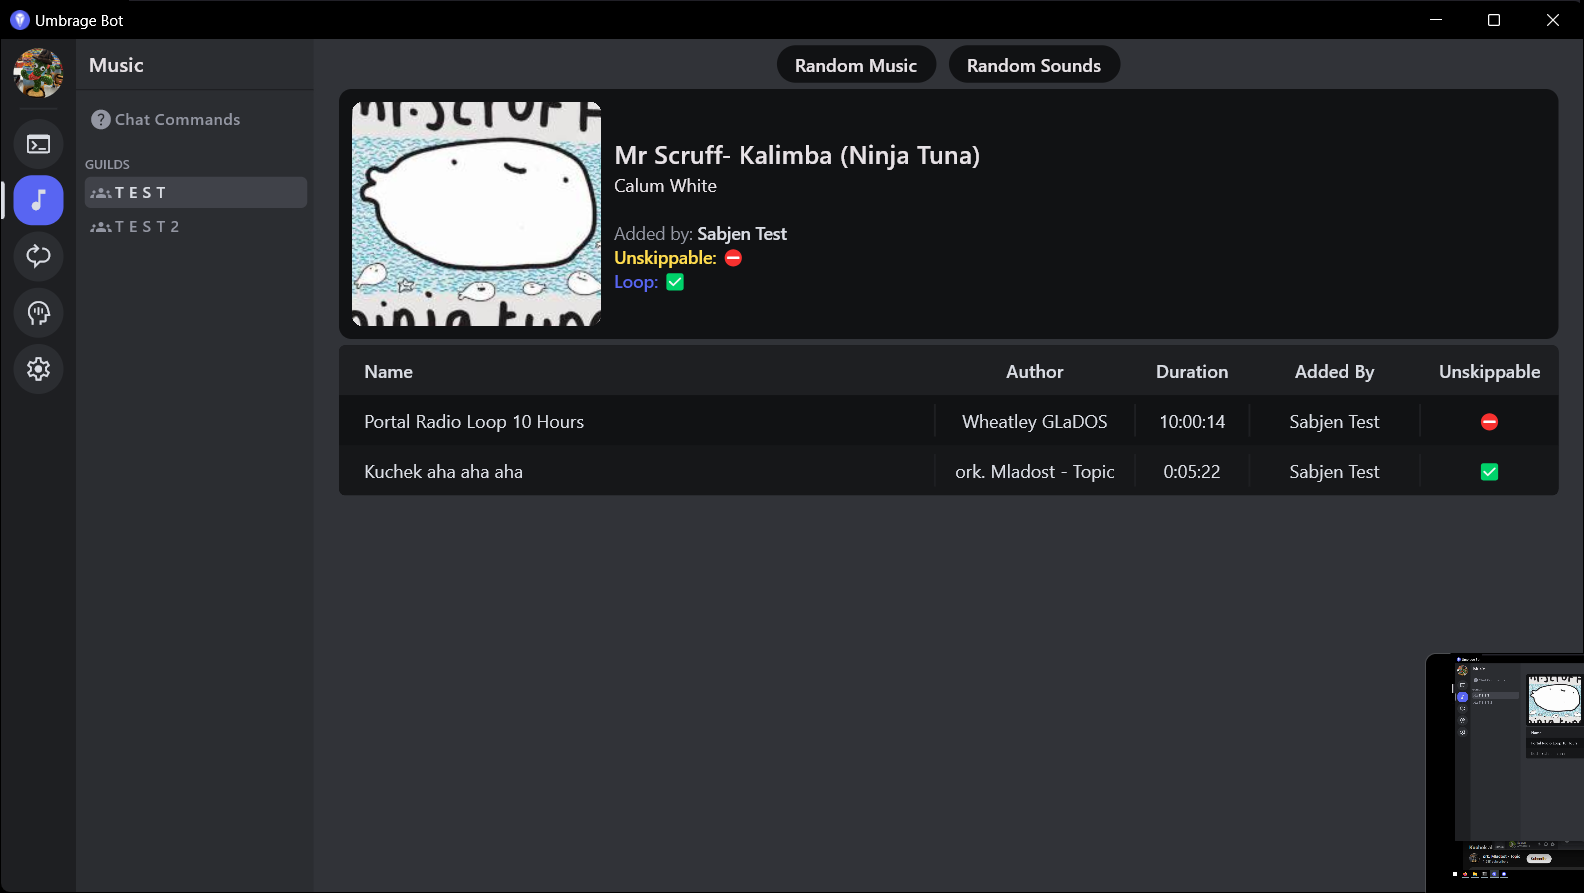 Umbrage Bot
Music
Random Music
Random Sounds
Chat Commands
GUILDS
T E S T
T E S T 2
Mr Scruff- Kalimba (Ninja Tuna)
Calum White
Added by: Sabjen Test
Unskippable:
Loop:
Name Author Duration Added By Unskippable
Portal Radio Loop 10 Hours Wheatley GLaDOS 10:00:14 Sabjen Test
Kuchek aha aha aha ork. Mladost - Topic 0:05:22 Sabjen Test